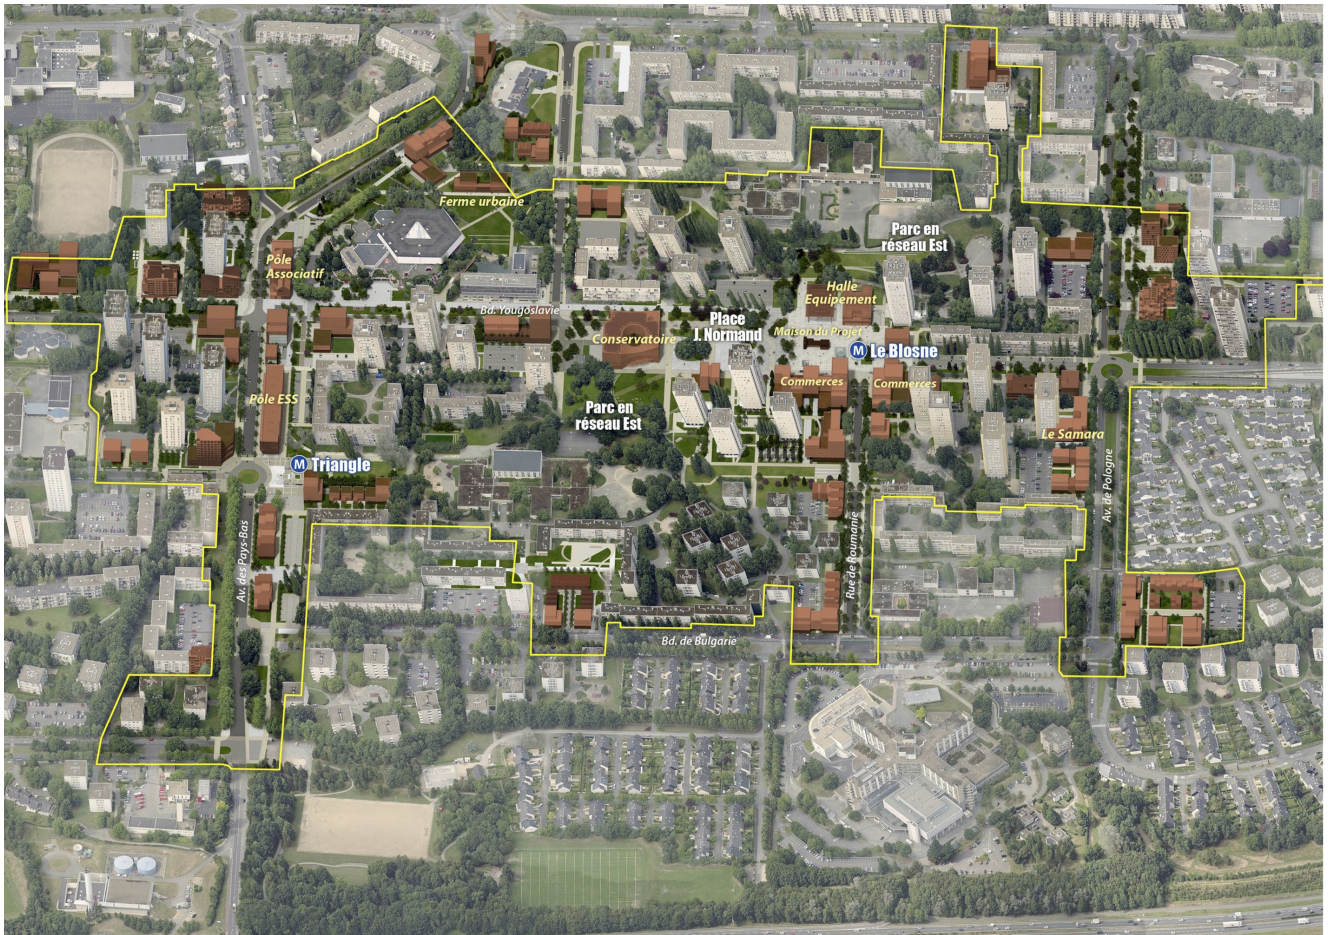 Ferme urbaine
Parc en
réseau Est
Pôle
Associatif
Halle
Equipement
Bd. Yougoslavie
Place
J. Normand
Conservatoire
Maison du Projet
M Le Blosne
Commerces
Commerces
Pôle ESS
Parc en
réseau Est
Le Samara
M Triangle
Av. de Pologne
Av. des Pays-Bas
Rue de Roumanie
Bd. de Bulgarie